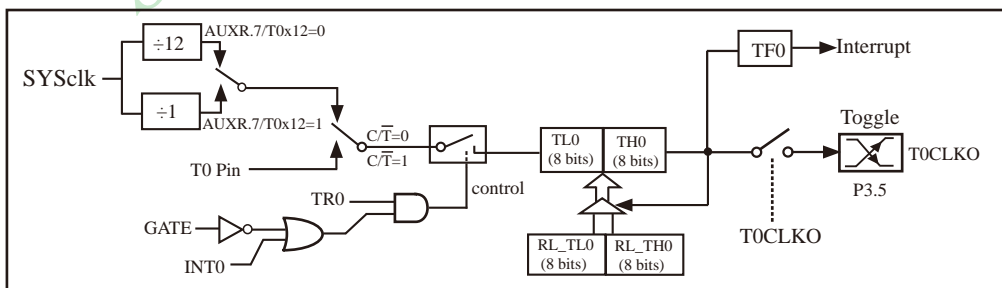 ÷12
AUXR.7/T0x12=0
SYSclk
÷1
AUXR.7/T0x12=1
C/T̅=0
C/T̅=1
T0 Pin
TR0
control
GATE
INT0
TL0
(8 bits)
TH0
(8 bits)
RL_TL0
(8 bits)
RL_TH0
(8 bits)
TF0
Interrupt
Toggle
T0CLKO
P3.5
T0CLKO